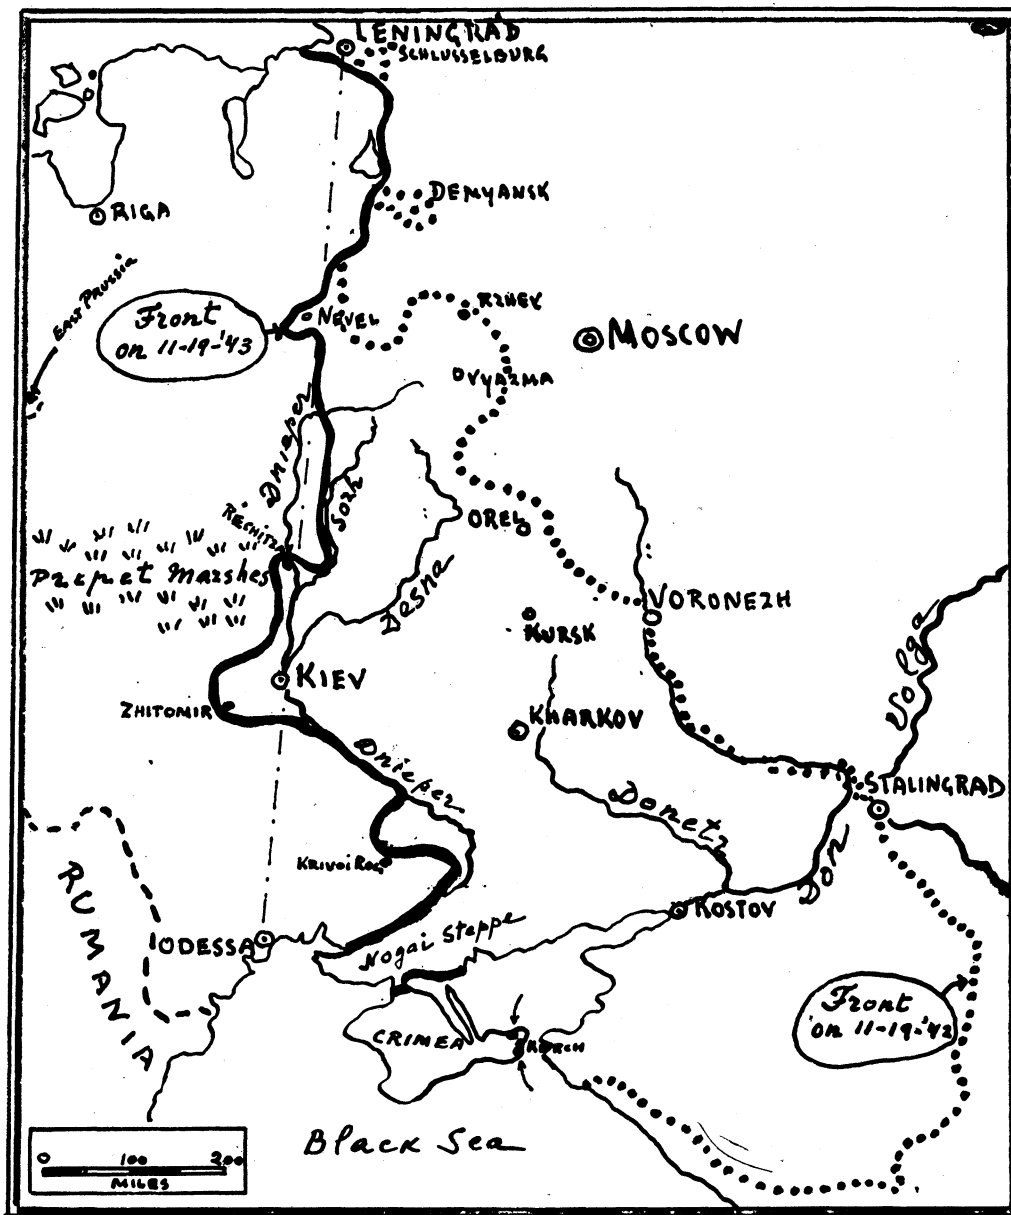 LENINGRAD
SCHLUSSELBURG
DEMYANSK
RIGA
EAST PRUSSIA
Front
on 11-19-'43
NEVEL
RZHEV
MOSCOW
VYAZMA
Dnieper
Sozh
OREL
RECHITZA
Pripet Marshes
Desna
VORONEZH
KURSK
Volga
KIEV
ZHITOMIR
KHARKOV
Dnieper
Donetz
STALINGRAD
Don
KRIVOI ROG
RUMANIA
ROSTOV
ODESSA
Nogai Steppe
Front
on 11-19-'42
CRIMEA
KERCH
Black Sea
0 100 200
MILES